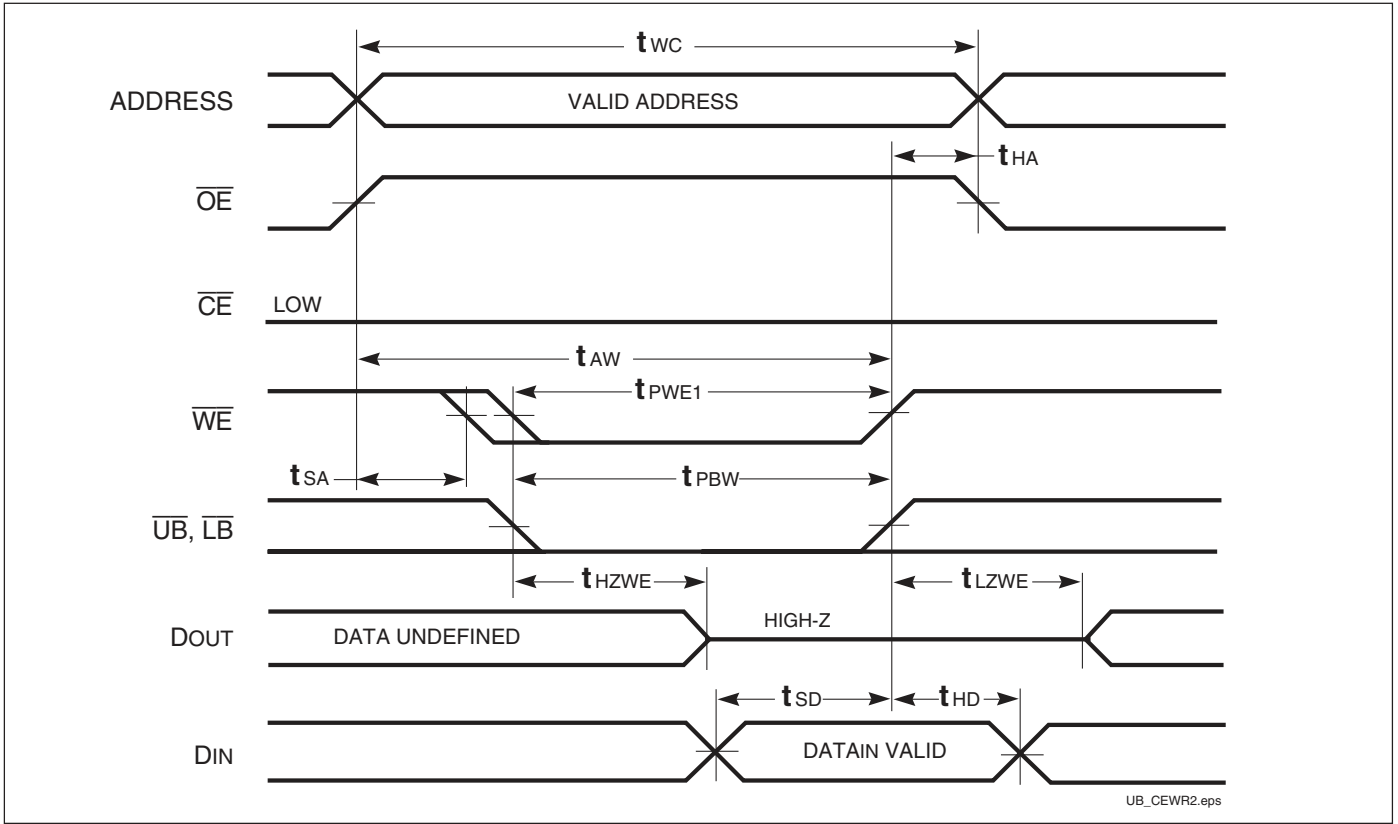 tWC
ADDRESS
VALID ADDRESS
tHA
OE
CE
LOW
tAW
tPWE1
WE
tSA
tPBW
UB, LB
tHZWE
tLZWE
DOUT
DATA UNDEFINED
HIGH-Z
tSD
tHD
DIN
DATAIN VALID
UB_CEWR2.eps